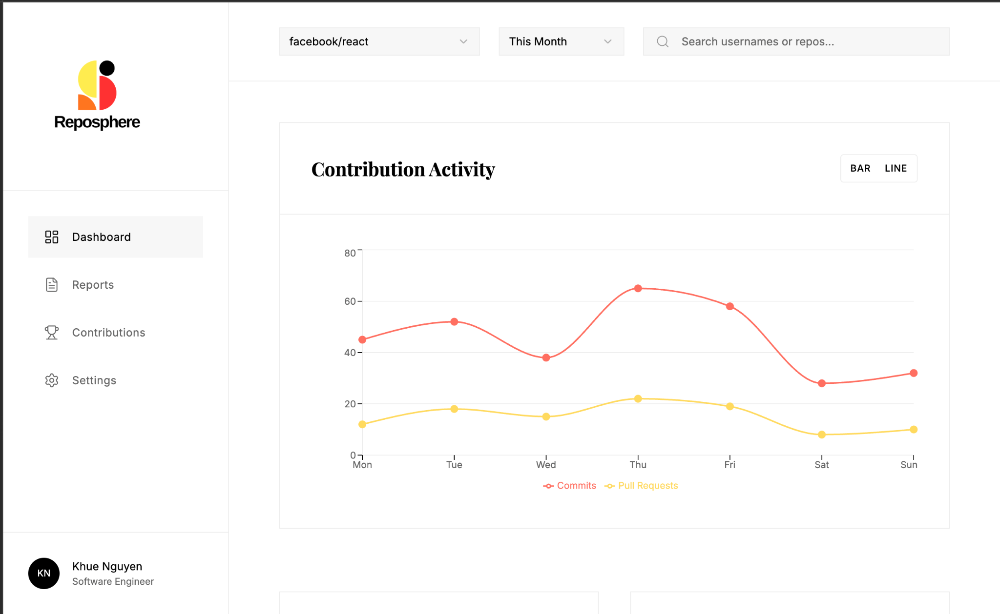 Reposphere
Dashboard
Reports
Contributions
Settings
KN
Khue Nguyen
Software Engineer
facebook/react
This Month
Search usernames or repos...
Contribution Activity
BAR LINE
80
60
40
20
0
Mon Tue Wed Thu Fri Sat Sun
Commits Pull Requests